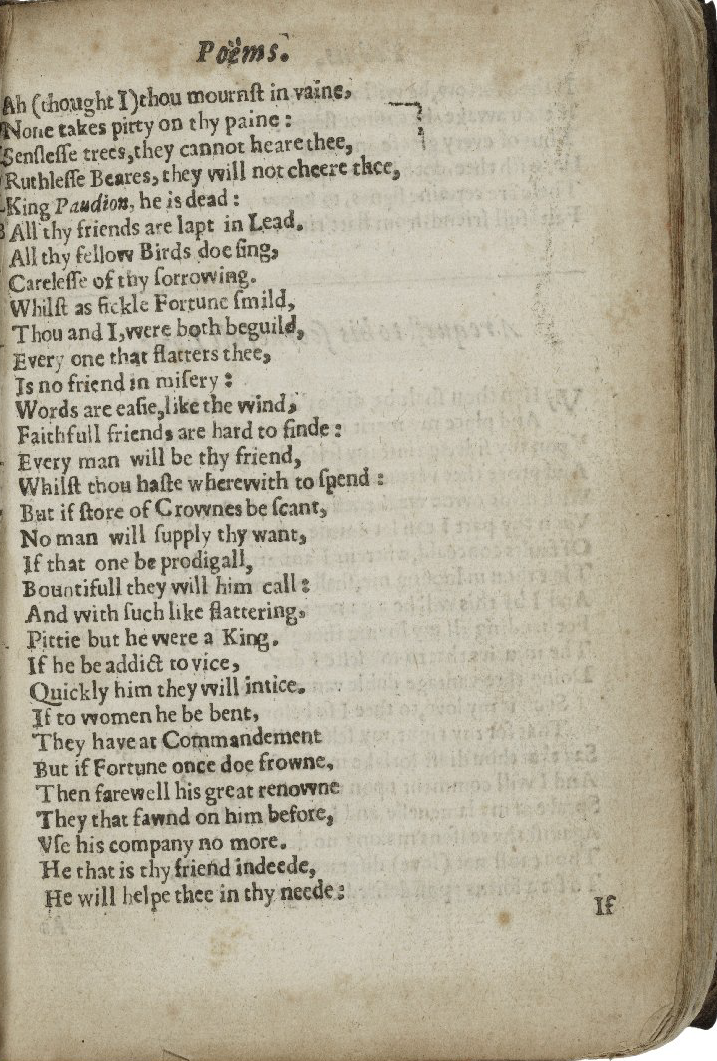 Poëms.
Ah (thought I) thou mournst in vaine,
None takes pitty on thy paine:
Senslesse trees, they cannot heare thee,
Ruthlesse Beares, they will not cheere thee,
King Paudion, he is dead:
All thy friends are lapt in Lead.
All thy fellow Birds doe sing,
Carelesse of thy sorrowing.
Whilst as fickle Fortune smild,
Thou and I, were both beguild,
Every one that flatters thee,
Is no friend in misery:
Words are easie, like the wind,
Faithfull friends are hard to finde:
Every man will be thy friend,
Whilst thou haste wherewith to spend:
But if store of Crownes be scant,
No man will supply thy want,
If that one be prodigall,
Bountifull they will him call:
And with such like flattering,
Pittie but he were a King.
If he be addict to vice,
Quickly him they will intice.
If to women he be bent,
They have at Commandement
But if Fortune once doe frowne,
Then farewell his great renowne
They that fawnd on him before,
Vse his company no more.
He that is thy friend indeede,
He will helpe thee in thy neede:
If